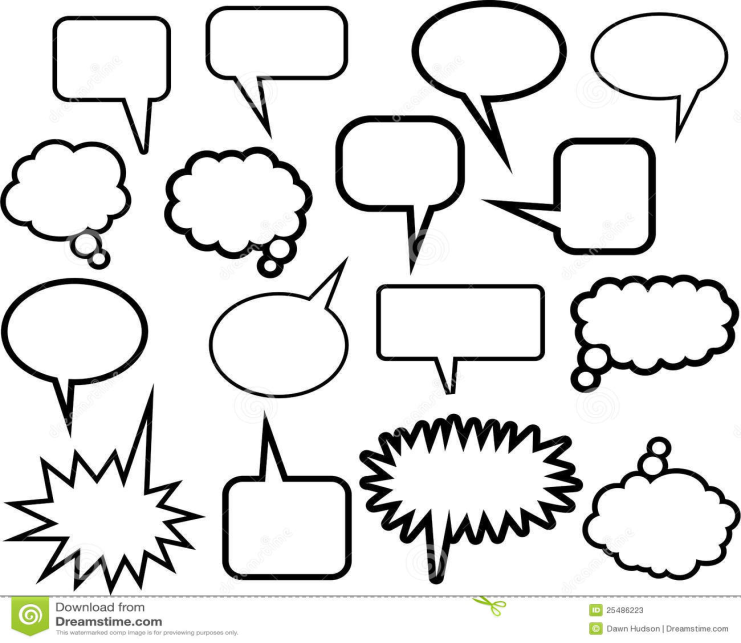 Download from
Dreamstime.com
This watermarked comp image is for previewing purposes only.
ID 25486223
© Dawn Hudson | Dreamstime.com